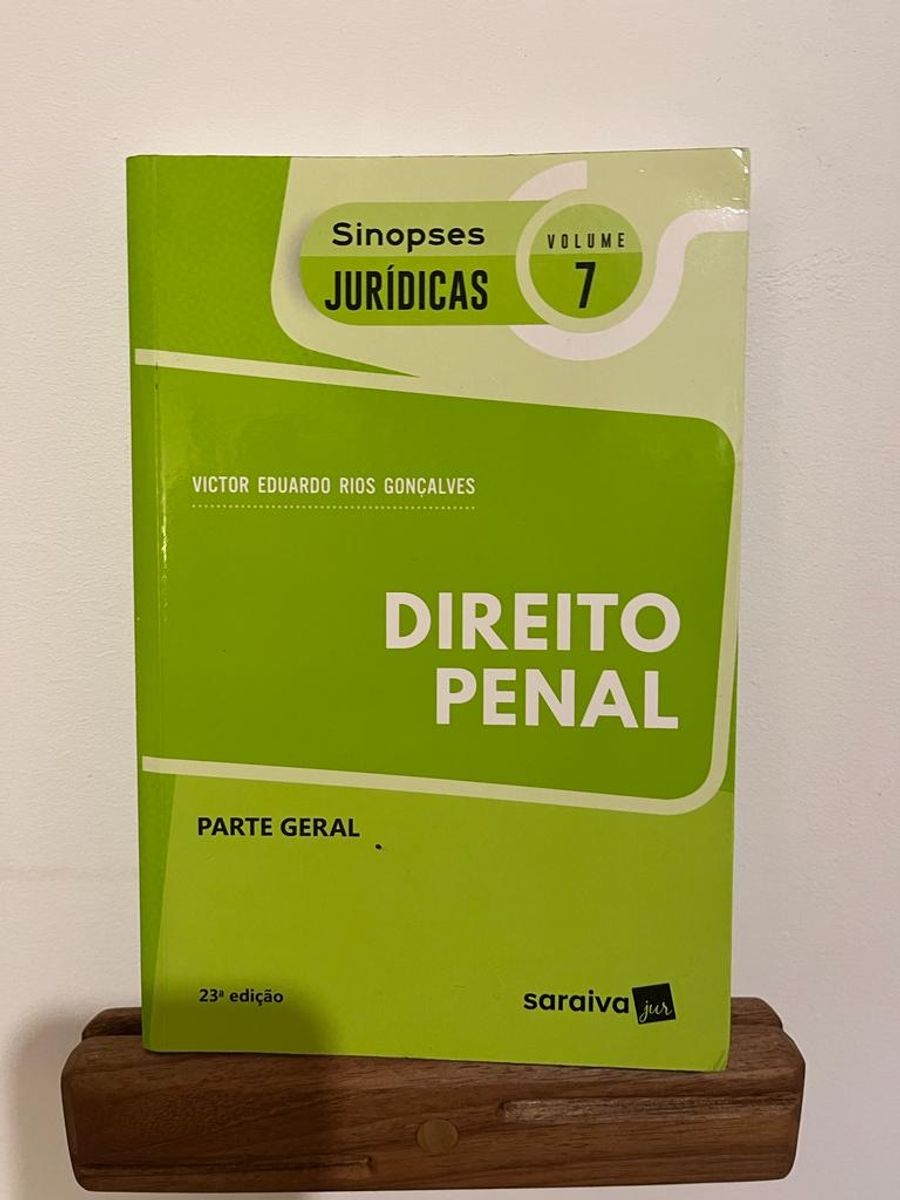 Sinopses
JURÍDICAS
VOLUME
7
VICTOR EDUARDO RIOS GONÇALVES
DIREITO
PENAL
PARTE GERAL
23ª edição
saraiva jur